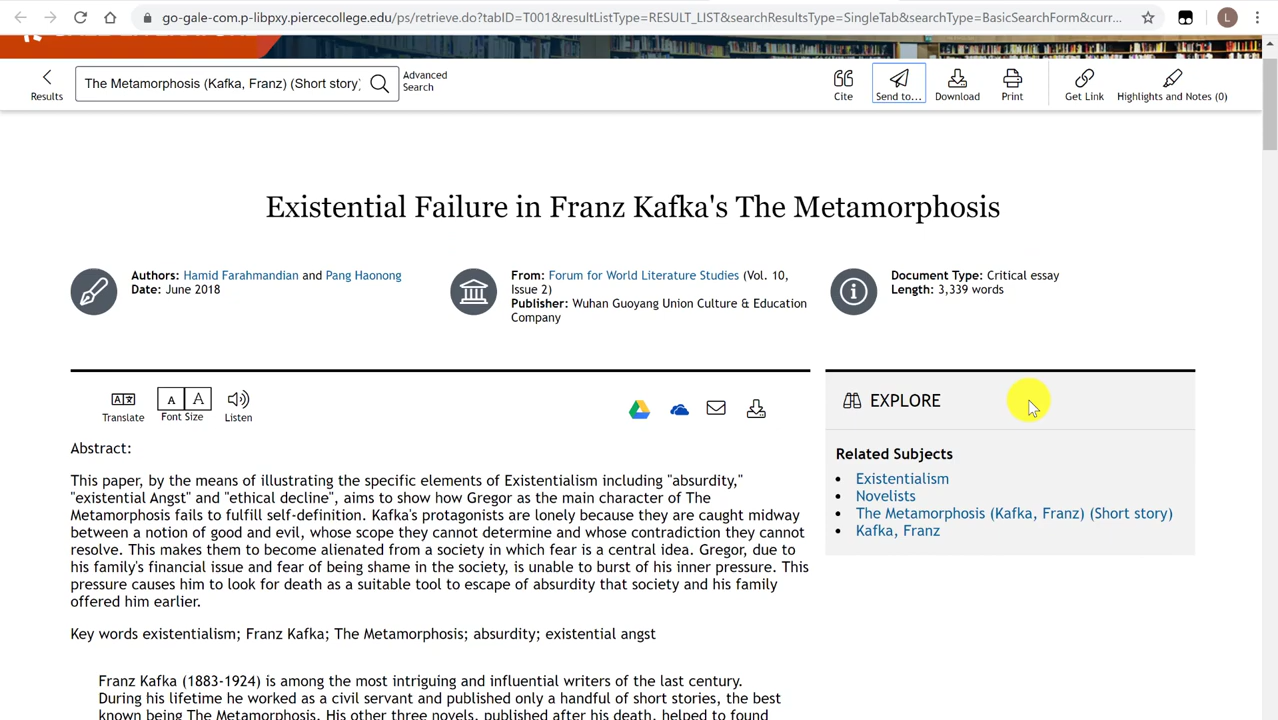 go-gale-com.p-libpxy.piercecollege.edu/ps/retrieve.do?tabID=T001&resultListType=RESULT_LIST&searchResultsType=SingleTab&searchType=BasicSearchForm&curr...
L
Results
The Metamorphosis (Kafka, Franz) (Short story)
Advanced
Search
Cite
Send to...
Download
Print
Get Link
Highlights and Notes (0)
Existential Failure in Franz Kafka's The Metamorphosis
Authors: Hamid Farahmandian and Pang Haonong
Date: June 2018
From: Forum for World Literature Studies (Vol. 10,
Issue 2)
Publisher: Wuhan Guoyang Union Culture & Education
Company
Document Type: Critical essay
Length: 3,339 words
Translate
A A
Font Size
Listen
EXPLORE
Related Subjects
• Existentialism
• Novelists
• The Metamorphosis (Kafka, Franz) (Short story)
• Kafka, Franz
Abstract:
This paper, by the means of illustrating the specific elements of Existentialism including "absurdity,"
"existential Angst" and "ethical decline", aims to show how Gregor as the main character of The
Metamorphosis fails to fulfill self-definition. Kafka's protagonists are lonely because they are caught midway
between a notion of good and evil, whose scope they cannot determine and whose contradiction they cannot
resolve. This makes them to become alienated from a society in which fear is a central idea. Gregor, due to
his family's financial issue and fear of being shame in the society, is unable to burst of his inner pressure. This
pressure causes him to look for death as a suitable tool to escape of absurdity that society and his family
offered him earlier.
Key words existentialism; Franz Kafka; The Metamorphosis; absurdity; existential angst
Franz Kafka (1883-1924) is among the most intriguing and influential writers of the last century.
During his lifetime he worked as a civil servant and published only a handful of short stories, the best
known being The Metamorphosis. His other three novels, published after his death, helped to found